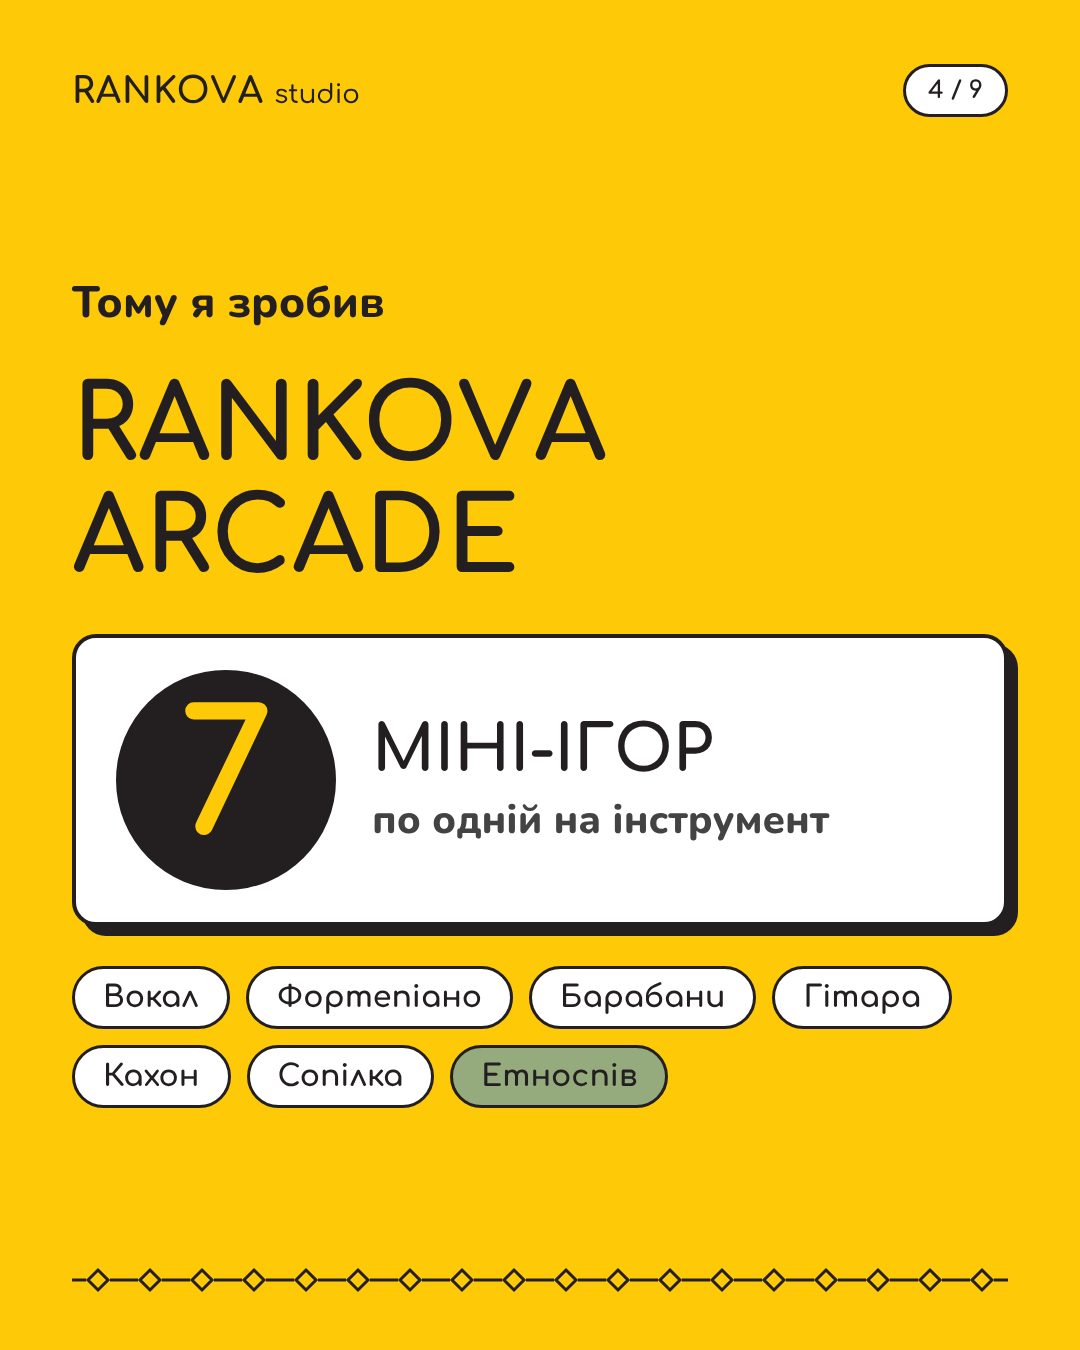 RANKOVA studio
4 / 9
Тому я зробив
RANKOVA
ARCADE
7
МІНІ-ІГОР
по одній на інструмент
Вокал Фортепіано Барабани Гітара
Кахон Сопілка Етноспів